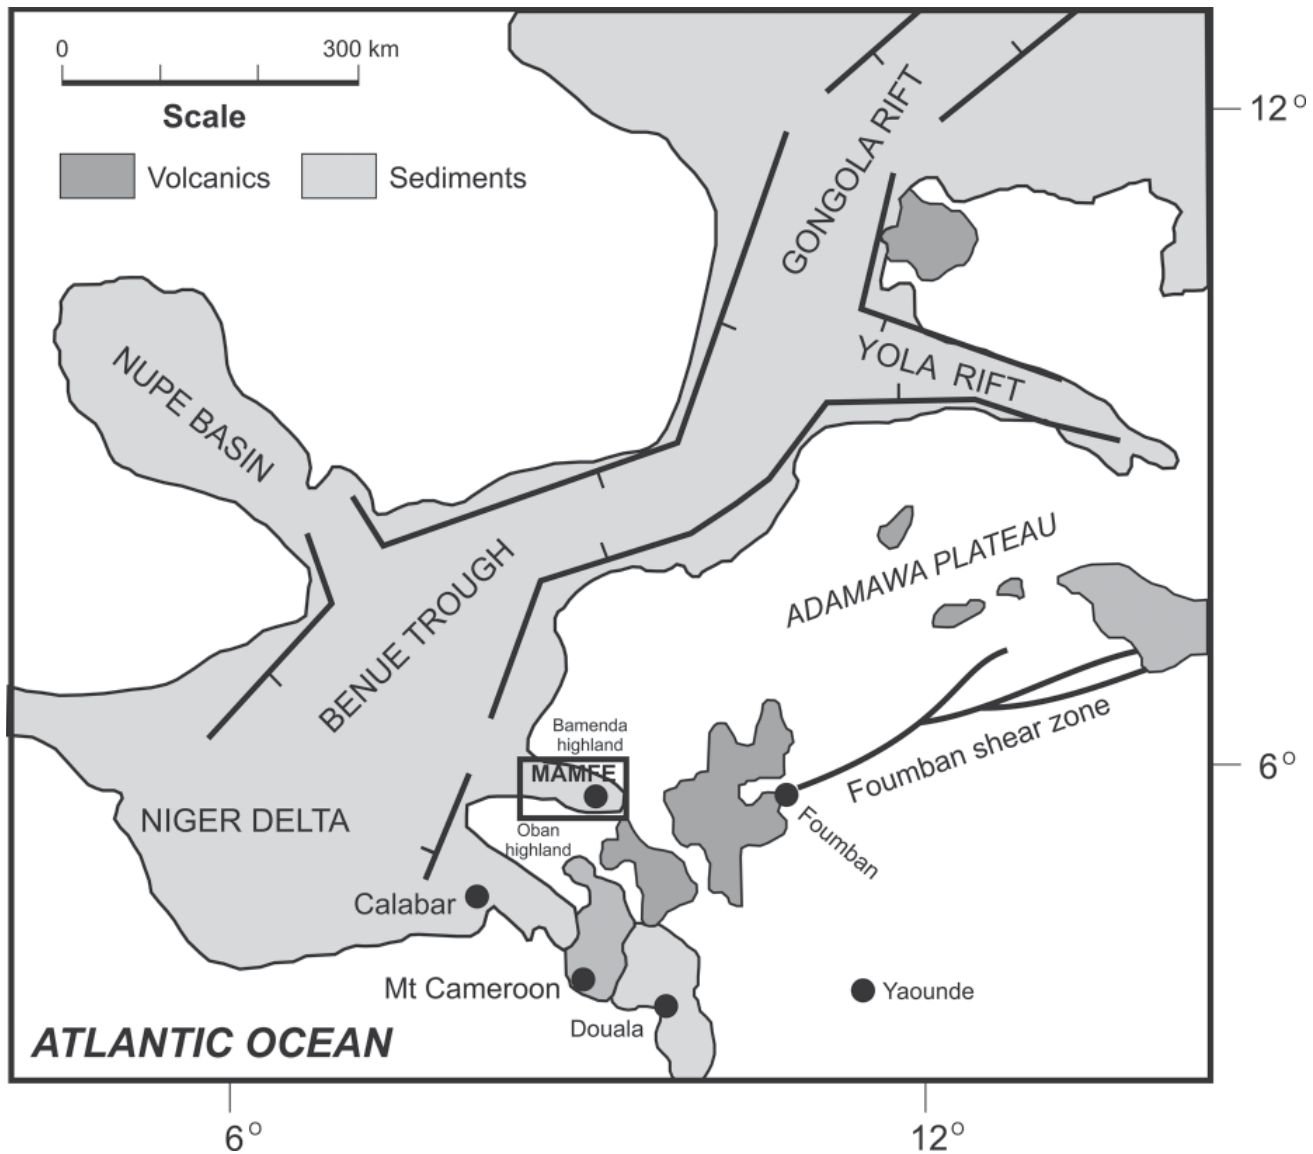 0 300 km
Scale
Volcanics Sediments
12°
GONGOLA RIFT
YOLA RIFT
NUPE BASIN
ADAMAWA PLATEAU
BENUE TROUGH
Bamenda
highland
MAMFE
Foumban shear zone
6°
NIGER DELTA
Oban
highland
Foumban
Calabar
Mt Cameroon
Yaounde
Douala
ATLANTIC OCEAN
6° 12°